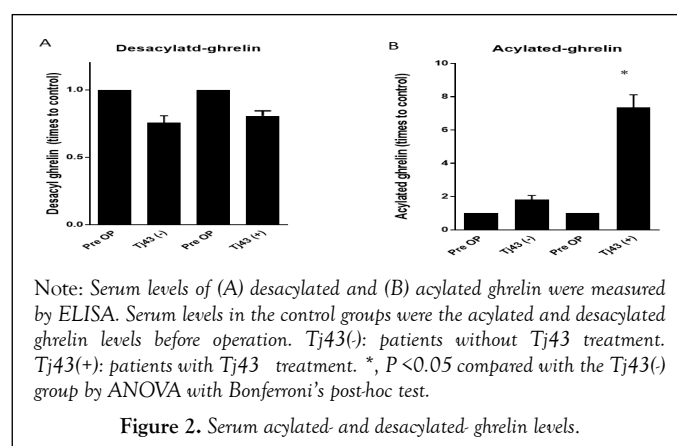 A
Desacylatd-ghrelin
Desacyl ghrelin (times to control)
1.0
0.5
0.0
Pre OP
Tj43 (-)
Pre OP
Tj43 (+)
B
Acylated-ghrelin
Acylated ghrelin (times to control)
10
8
6
4
2
0
*
Pre OP
Tj43 (-)
Pre OP
Tj43 (+)
Note: Serum levels of (A) desacylated and (B) acylated ghrelin were measured
by ELISA. Serum levels in the control groups were the acylated and desacylated
ghrelin levels before operation. Tj43(-): patients without Tj43 treatment.
Tj43(+): patients with Tj43 treatment. *, P <0.05 compared with the Tj43(-)
group by ANOVA with Bonferroni's post-hoc test.
Figure 2. Serum acylated- and desacylated- ghrelin levels.